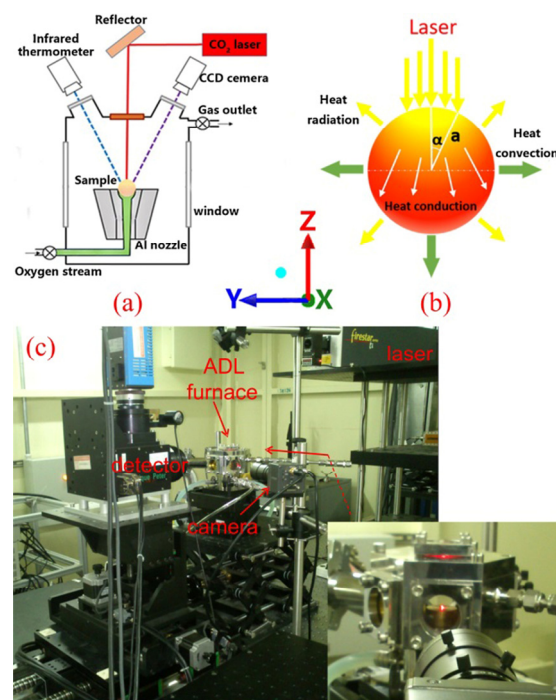 Reflector
Infrared
thermometer
CO2 laser
CCD cemera
Gas outlet
Sample
window
Al nozzle
Oxygen stream
(a)
Laser
Heat
radiation
α
a
Heat
convection
Heat conduction
(b)
Z
Y
X
(c)
firestar
laser
ADL
furnace
detector
camera